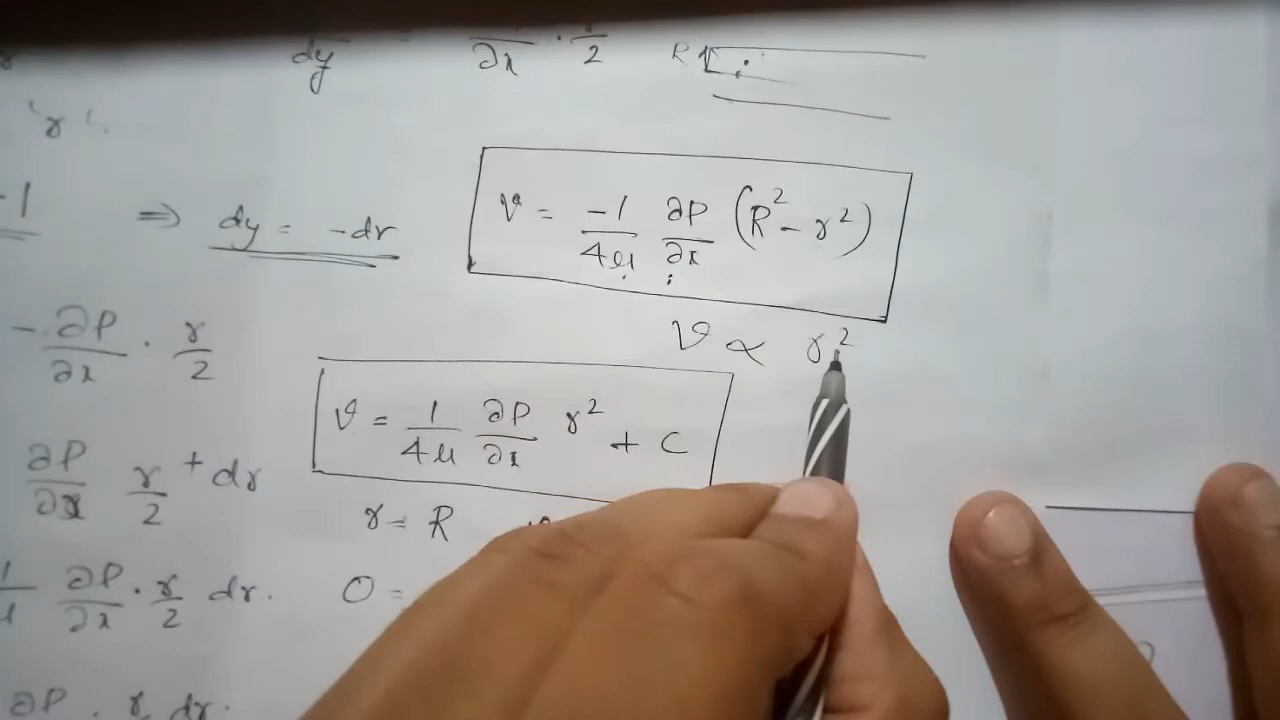 dy ∂x · r/2 R
'r'.
-1 ⇒ dy = -dr
v = -1/4μ ∂P/∂x (R² - r²)
v ∝ r²
- ∂P/∂x · r/2
v = 1/4μ ∂P/∂x r² + C
∂P/∂x r/2 + dr
r = R
∂P/∂x · r/2 dr.
0 =
∂P . r dr.